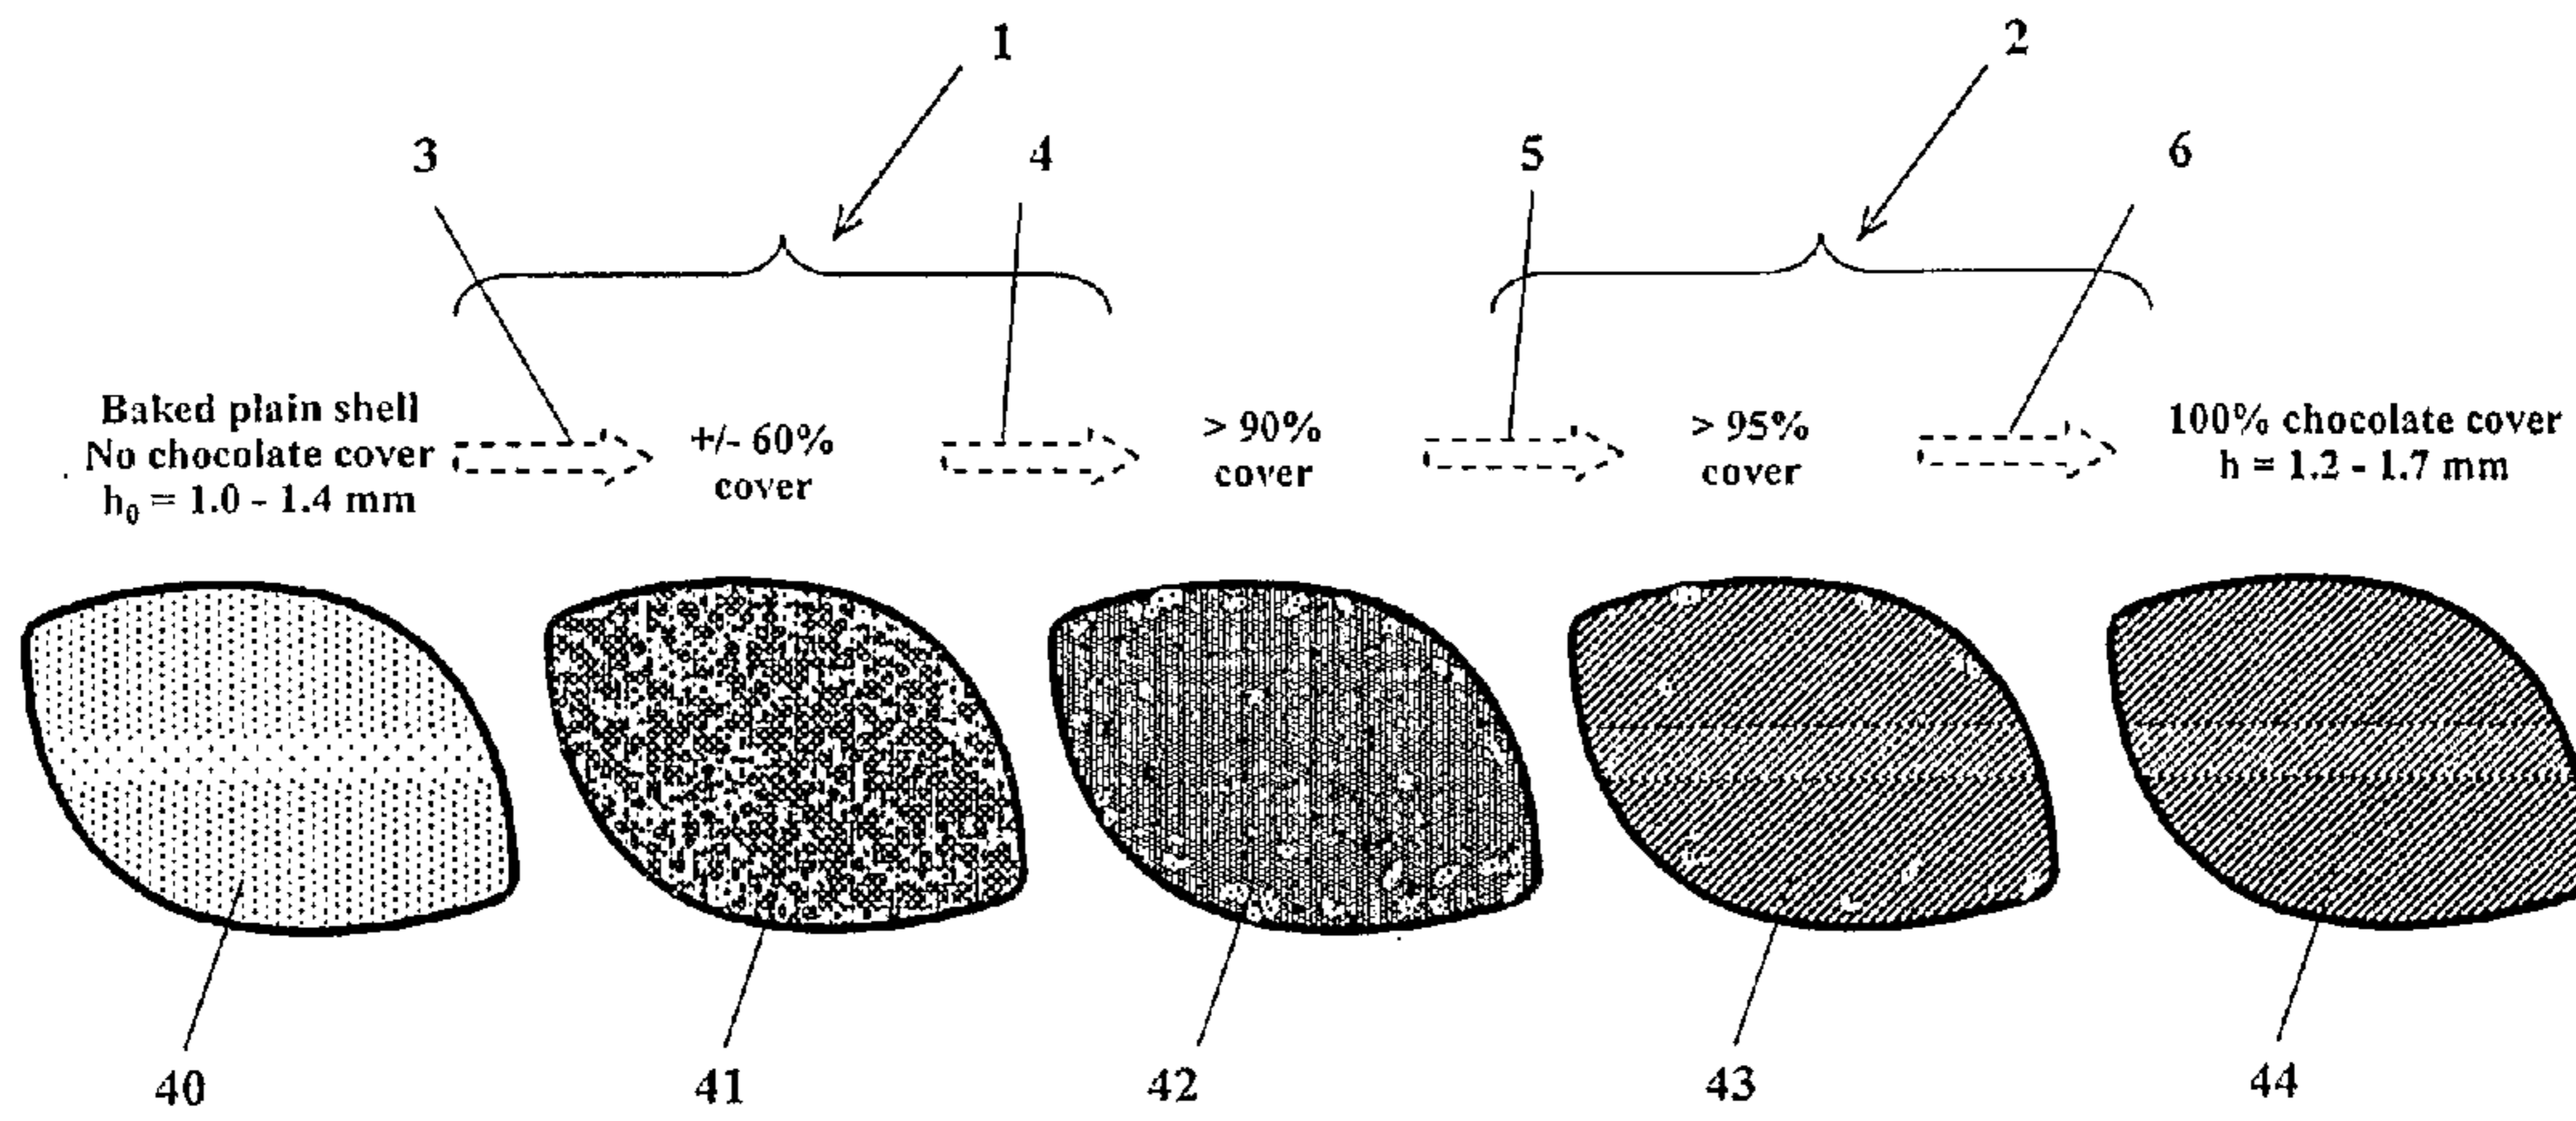 1
2
3
4
5
6
Baked plain shell
No chocolate cover
h₀ = 1.0 - 1.4 mm
+/- 60%
cover
> 90%
cover
> 95%
cover
100% chocolate cover
h = 1.2 - 1.7 mm
40
41
42
43
44